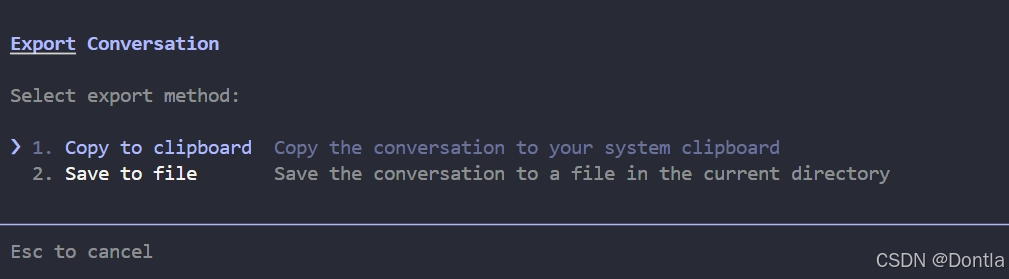 Export Conversation
Select export method:
❯ 1. Copy to clipboard Copy the conversation to your system clipboard
2. Save to file Save the conversation to a file in the current directory
Esc to cancel
CSDN @Dontla